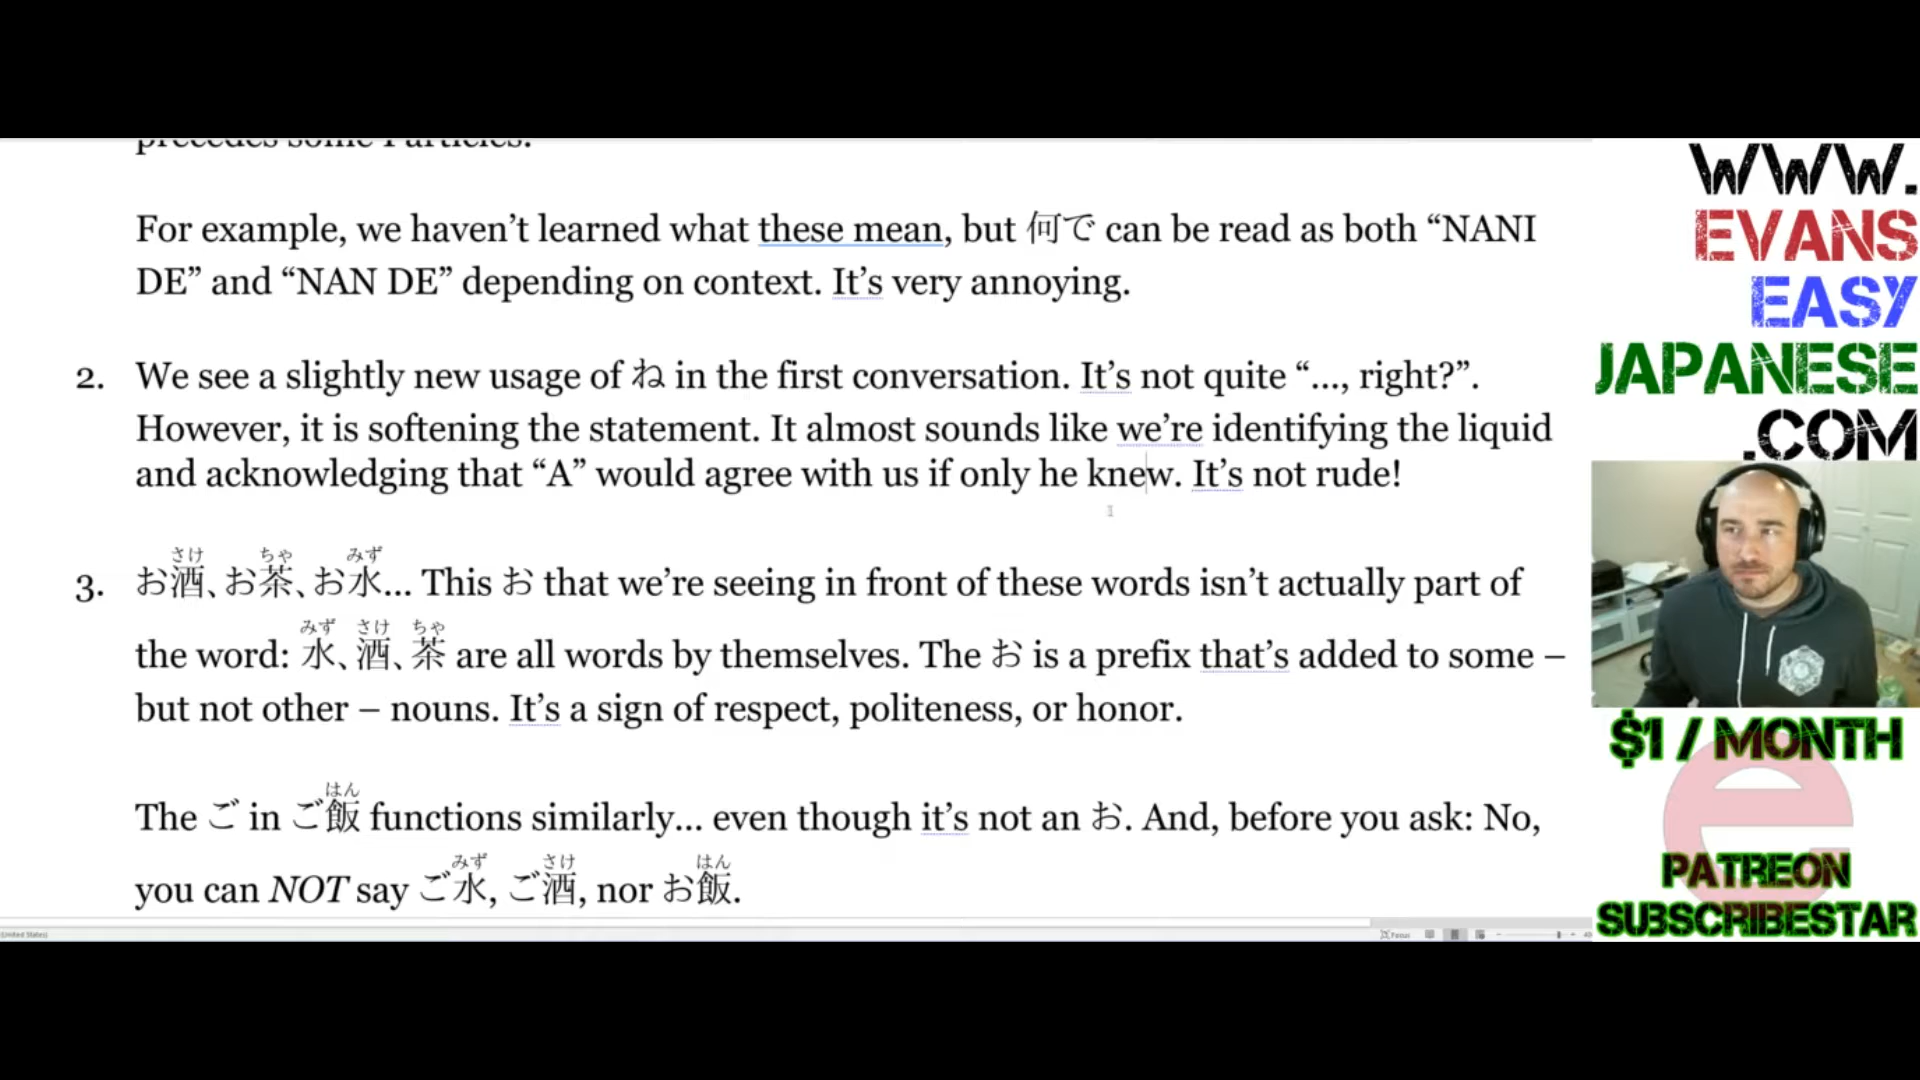 precedes some Particles.
For example, we haven’t learned what these mean, but 何で can be read as both “NANI
DE” and “NAN DE” depending on context. It’s very annoying.
2. We see a slightly new usage of ね in the first conversation. It’s not quite “…, right?”.
However, it is softening the statement. It almost sounds like we’re identifying the liquid
and acknowledging that “A” would agree with us if only he knew. It’s not rude!
さけ ちゃ みず
3. お酒、お茶、お水… This お that we’re seeing in front of these words isn’t actually part of
みず さけ ちゃ
the word: 水、酒、茶 are all words by themselves. The お is a prefix that’s added to some –
but not other – nouns. It’s a sign of respect, politeness, or honor.
はん
The ご in ご飯 functions similarly… even though it’s not an お. And, before you ask: No,
みず さけ はん
you can NOT say ご水, ご酒, nor お飯.
(United States)
Focus
WWW.
EVANS
EASY
JAPANESE
.COM
$1 / MONTH
e
PATREON
SUBSCRIBESTAR